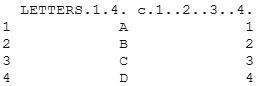 LETTERS.1.4. c.1..2..3..4.
1 A 1
2 B 2
3 C 3
4 D 4